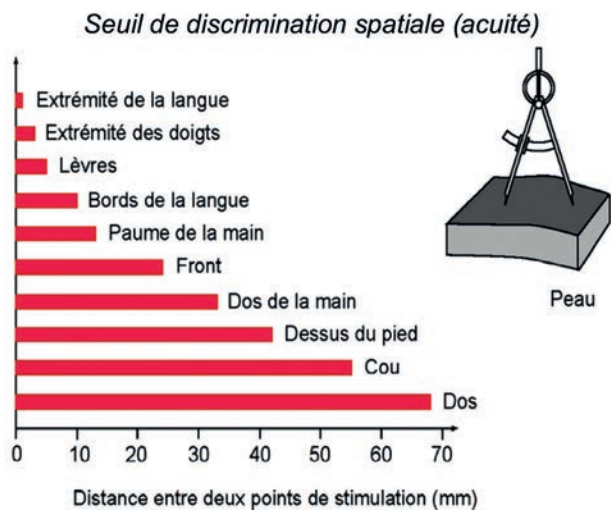 Seuil de discrimination spatiale (acuité)
Extrémité de la langue
Extrémité des doigts
Lèvres
Bords de la langue
Paume de la main
Front
Dos de la main
Dessus du pied
Cou
Dos
Peau
0 10 20 30 40 50 60 70
Distance entre deux points de stimulation (mm)